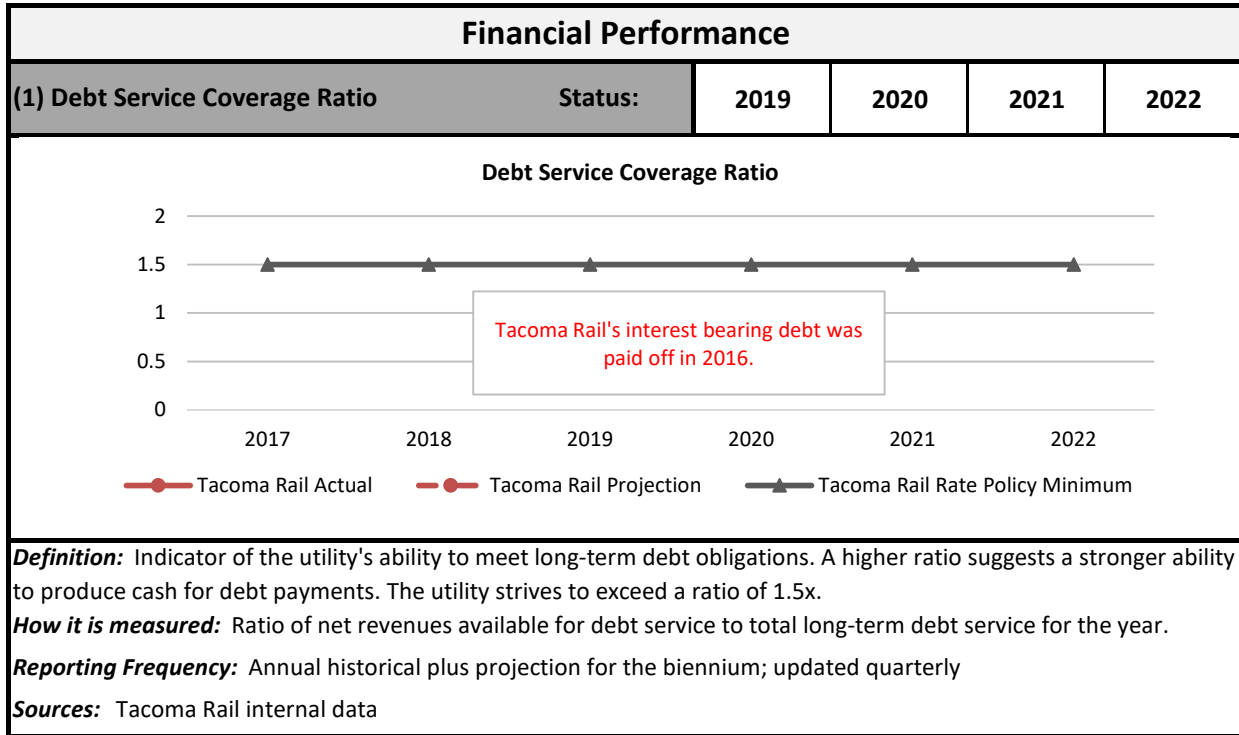 Financial Performance
(1) Debt Service Coverage Ratio Status: 2019 2020 2021 2022
Debt Service Coverage Ratio
2
1.5
1
0.5
0
Tacoma Rail's interest bearing debt was
paid off in 2016.
2017 2018 2019 2020 2021 2022
Tacoma Rail Actual Tacoma Rail Projection Tacoma Rail Rate Policy Minimum
Definition: Indicator of the utility's ability to meet long-term debt obligations. A higher ratio suggests a stronger ability
to produce cash for debt payments. The utility strives to exceed a ratio of 1.5x.
How it is measured: Ratio of net revenues available for debt service to total long-term debt service for the year.
Reporting Frequency: Annual historical plus projection for the biennium; updated quarterly
Sources: Tacoma Rail internal data